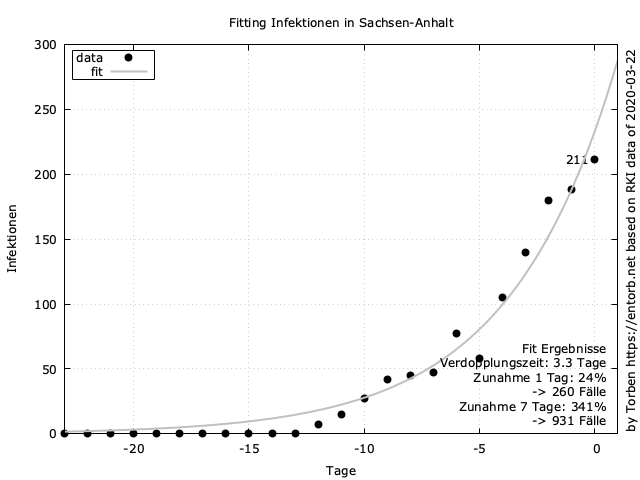 Fitting Infektionen in Sachsen-Anhalt
data
fit
300
250
200
150
100
50
0
Infektionen
211
Fit Ergebnisse
Verdopplungszeit: 3.3 Tage
Zunahme 1 Tag: 24%
-> 260 Fälle
Zunahme 7 Tage: 341%
-> 931 Fälle
-20 -15 -10 -5 0
Tage
by Torben https://entorb.net based on RKI data of 2020-03-22